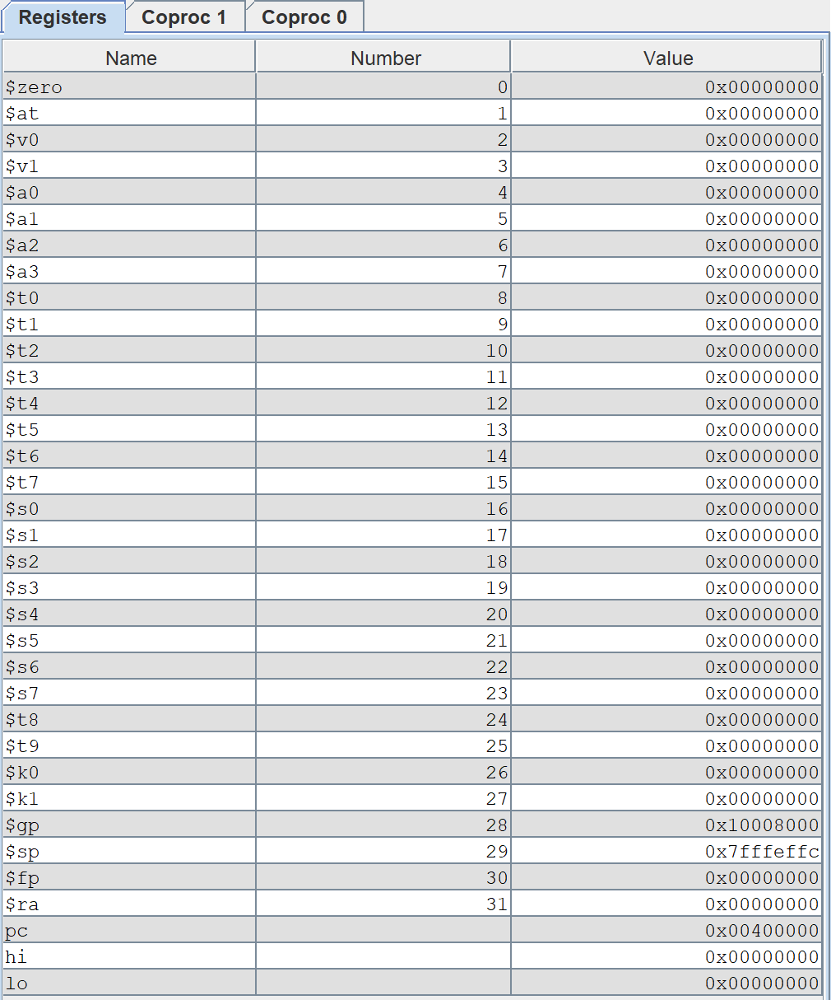 Registers Coproc 1 Coproc 0
Name Number Value
$zero 0 0x00000000
$at 1 0x00000000
$v0 2 0x00000000
$v1 3 0x00000000
$a0 4 0x00000000
$a1 5 0x00000000
$a2 6 0x00000000
$a3 7 0x00000000
$t0 8 0x00000000
$t1 9 0x00000000
$t2 10 0x00000000
$t3 11 0x00000000
$t4 12 0x00000000
$t5 13 0x00000000
$t6 14 0x00000000
$t7 15 0x00000000
$s0 16 0x00000000
$s1 17 0x00000000
$s2 18 0x00000000
$s3 19 0x00000000
$s4 20 0x00000000
$s5 21 0x00000000
$s6 22 0x00000000
$s7 23 0x00000000
$t8 24 0x00000000
$t9 25 0x00000000
$k0 26 0x00000000
$k1 27 0x00000000
$gp 28 0x10008000
$sp 29 0x7fffeffc
$fp 30 0x00000000
$ra 31 0x00000000
pc 0x00400000
hi 0x00000000
lo 0x00000000